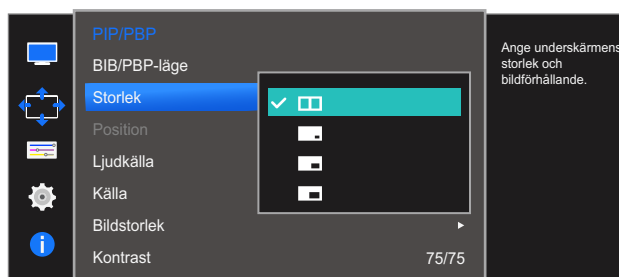 PIP/PBP
BIB/PBP-läge
Storlek
Position
Ljudkälla
Källa
Bildstorlek
Kontrast 75/75
Ange underskärmens
storlek och
bildförhållande.